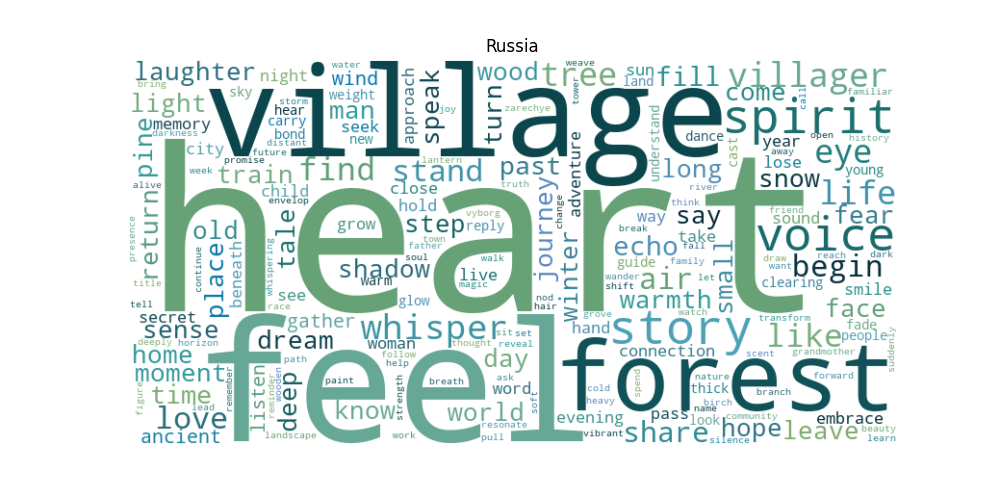 Russia
water
weave
bring
laughter
night
sky
wind
weight
storm
hear
carry
bond
distant
man
seek
new
approach
joy
speak
wood
turn
zarechye
tree
tower
sun
land
fill
villager
come
call
familiar
village
spirit
light
memory
darkness
city
week
promise
future
pine
train
find
lantern
stand
past
truth
adventure
understand
dance
cast
year
away
open
history
lose
eye
young
long
snow
life
river
alive
child
envelop
close
hold
vyborg
journey
change
way
think
say
friend
sound
fear
heart
return
old
tale
grow
step
reply
town
father
break
fall
take
voice
presence
title
place
beneath
continue
whispering
shadow
soul
walk
warm
live
magic
winter
echo
guide
family
air
small
draw
want
reach
dark
begin
clearing
smile
tell
see
race
glow
nod
hair
wander
shift
let
warmth
secret
sense
deeply
horizon
gather
whisper
sit
set
reveal
grove
hand
watch
story
transform
face
fade
people
like
suddenly
home
moment
path
dream
woman
follow
help
thought
day
connection
scent
grandmother
feel
forest
figure
time
remember
listen
reminder
wooden
deep
paint
strength
breath
ask
word
soft
cold
heavy
spend
nature
thick
birch
branch
forward
love
lead
ancient
landscape
know
work
world
resonate
pull
evening
vibrant
pass
name
look
community
share
silence
hope
leave
embrace
beauty
learn